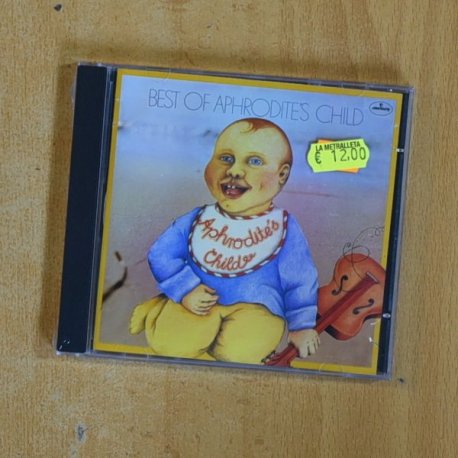 BEST OF APHRODITE'S CHILD
LA METRALLETA
€ 12,00
Aphrodite's
Child